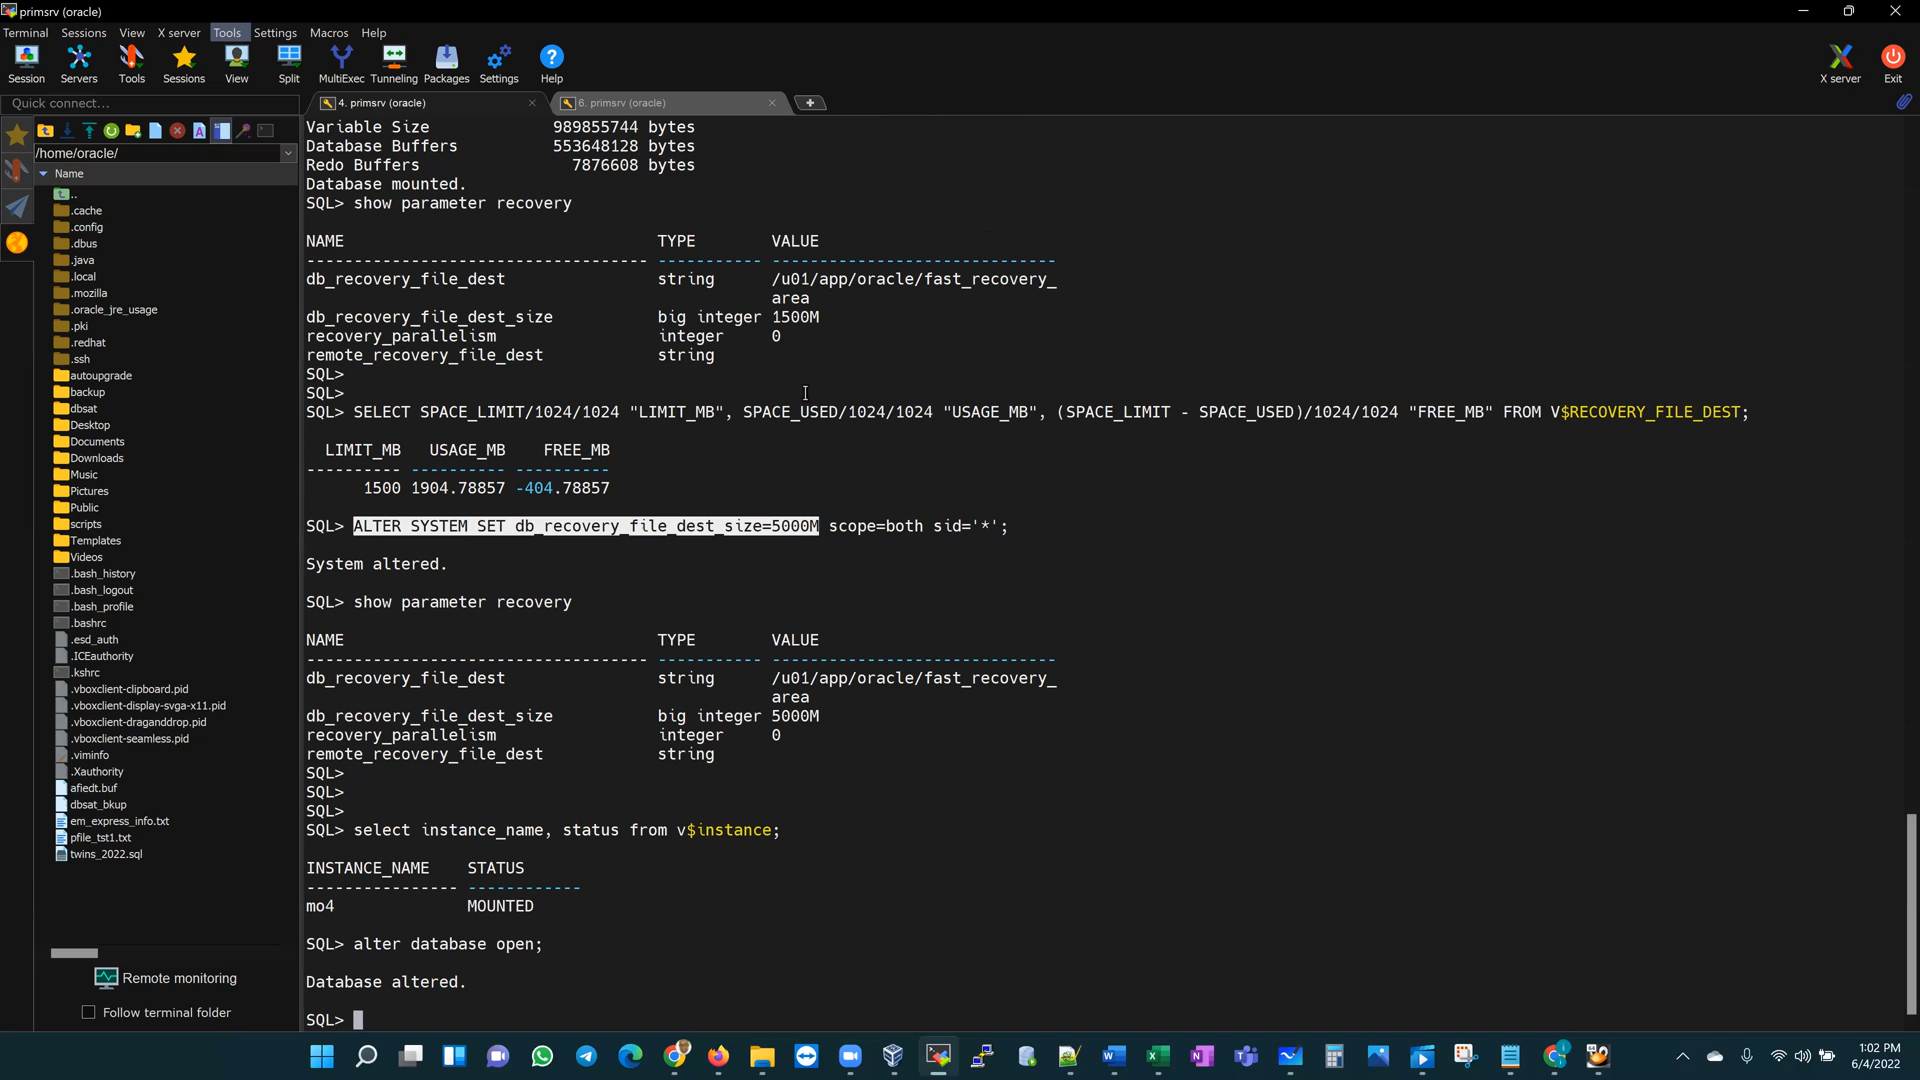 primsrv (oracle)
Terminal Sessions View X server Tools Settings Macros Help
Session Servers Tools Sessions View Split MultiExec Tunneling Packages Settings Help X server Exit
Quick connect...
4. primsrv (oracle)
6. primsrv (oracle)
/home/oracle/
Name
..
.cache
.config
.dbus
.java
.local
.mozilla
.oracle_jre_usage
.pki
.redhat
.ssh
autoupgrade
backup
dbsat
Desktop
Documents
Downloads
Music
Pictures
Public
scripts
Templates
Videos
.bash_history
.bash_logout
.bash_profile
.bashrc
.esd_auth
.ICEauthority
.kshrc
.vboxclient-clipboard.pid
.vboxclient-display-svga-x11.pid
.vboxclient-draganddrop.pid
.vboxclient-seamless.pid
.viminfo
.Xauthority
afiedt.buf
dbsat_bkup
em_express_info.txt
pfile_tst1.txt
twins_2022.sql
Remote monitoring
Follow terminal folder
Variable Size 989855744 bytes
Database Buffers 553648128 bytes
Redo Buffers 7876608 bytes
Database mounted.
SQL> show parameter recovery
NAME TYPE VALUE
------------------------------------ ----------- ------------------------------
db_recovery_file_dest string /u01/app/oracle/fast_recovery_
area
db_recovery_file_dest_size big integer 1500M
recovery_parallelism integer 0
remote_recovery_file_dest string
SQL>
SQL>
SQL> SELECT SPACE_LIMIT/1024/1024 "LIMIT_MB", SPACE_USED/1024/1024 "USAGE_MB", (SPACE_LIMIT - SPACE_USED)/1024/1024 "FREE_MB" FROM V$RECOVERY_FILE_DEST;
LIMIT_MB USAGE_MB FREE_MB
---------- ---------- ----------
1500 1904.78857 -404.78857
SQL> ALTER SYSTEM SET db_recovery_file_dest_size=5000M scope=both sid='*';
System altered.
SQL> show parameter recovery
NAME TYPE VALUE
------------------------------------ ----------- ------------------------------
db_recovery_file_dest string /u01/app/oracle/fast_recovery_
area
db_recovery_file_dest_size big integer 5000M
recovery_parallelism integer 0
remote_recovery_file_dest string
SQL>
SQL>
SQL>
SQL> select instance_name, status from v$instance;
INSTANCE_NAME STATUS
---------------- ------------
mo4 MOUNTED
SQL> alter database open;
Database altered.
SQL>
1:02 PM
6/4/2022